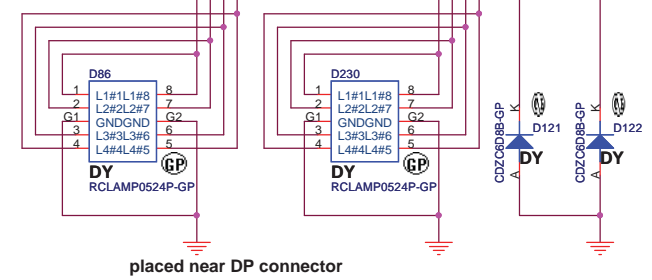 D86
1 L1#1L1#8 8
2 L2#2L2#7 7
G1 GNDGND G2
3 L3#3L3#6 6
4 L4#4L4#5 5
DY
GP
RCLAMP0524P-GP
D230
1 L1#1L1#8 8
2 L2#2L2#7 7
G1 GNDGND G2
3 L3#3L3#6 6
4 L4#4L4#5 5
DY
GP
RCLAMP0524P-GP
CDZC6D8B-GP
K
D121
DY
A
CDZC6D8B-GP
K
D122
DY
A
placed near DP connector